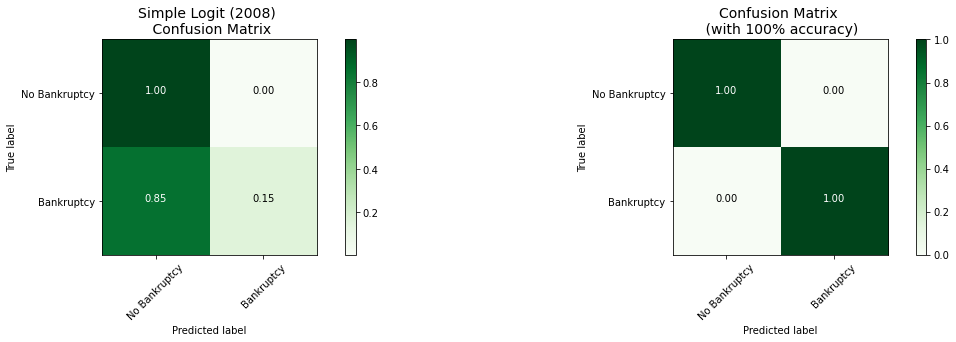 Simple Logit (2008)
Confusion Matrix
No Bankruptcy
Bankruptcy
True label
1.00
0.00
0.85
0.15
0.8
0.6
0.4
0.2
No Bankruptcy
Bankruptcy
Predicted label
Confusion Matrix
(with 100% accuracy)
No Bankruptcy
Bankruptcy
True label
1.00
0.00
0.00
1.00
1.0
0.8
0.6
0.4
0.2
0.0
No Bankruptcy
Bankruptcy
Predicted label